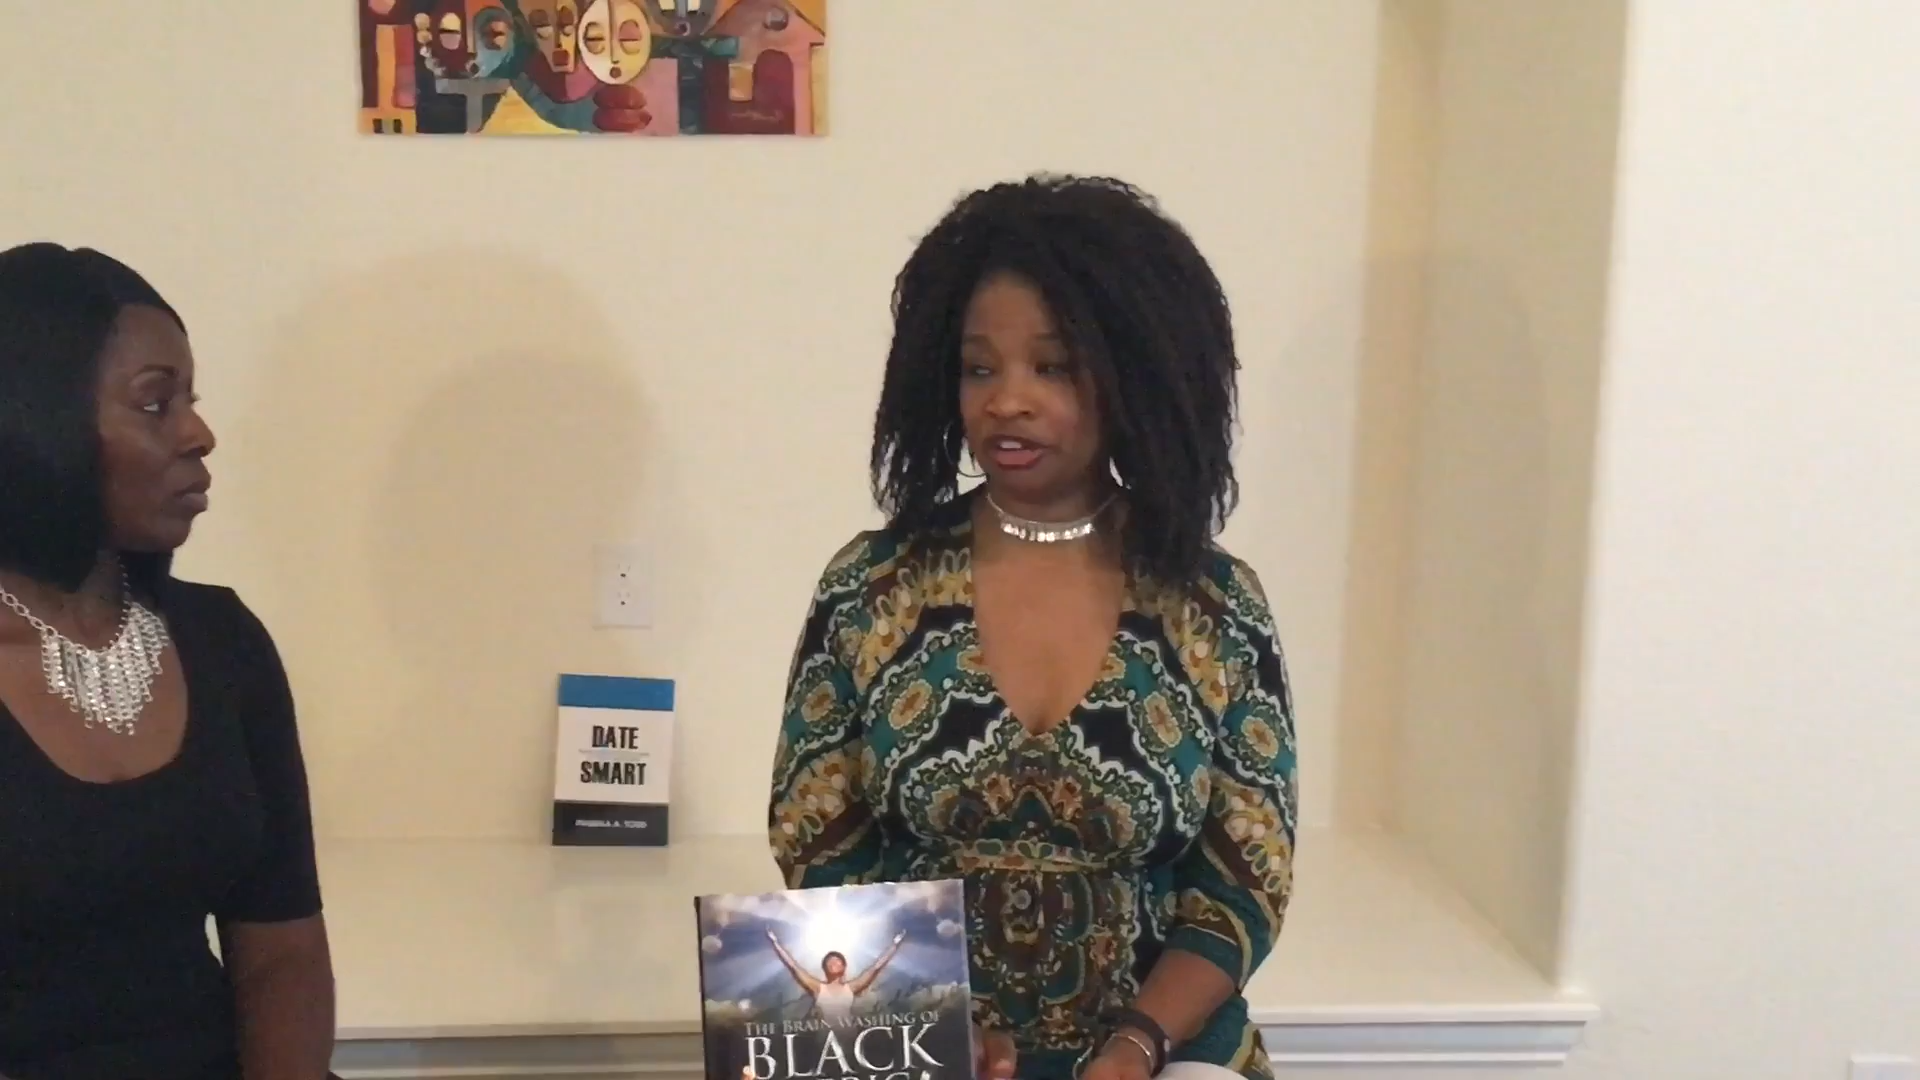 DATE
SMART
THE BRAIN WASHING OF
BLACK